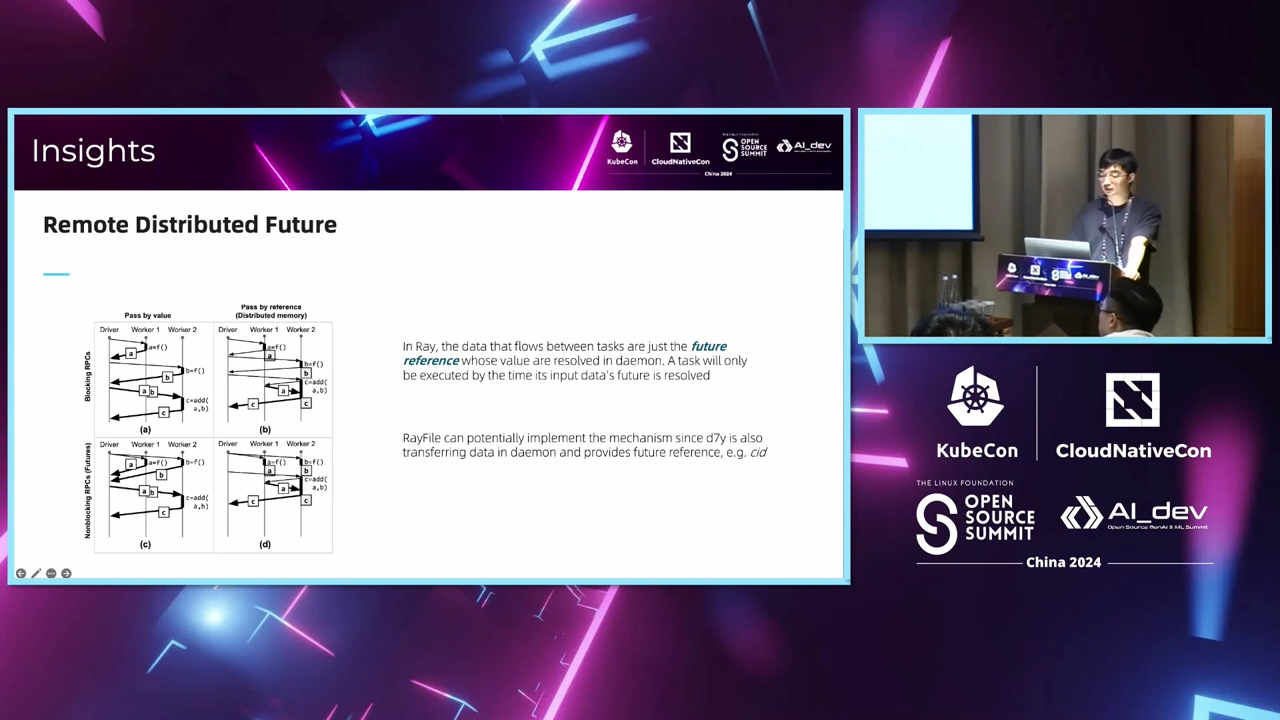 Insights
KubeCon
CloudNativeCon
THE LINUX FOUNDATION
OPEN
SOURCE
SUMMIT
AI_dev
China 2024
Remote Distributed Future
Pass by value
Pass by reference
(Distributed memory)
Blocking RPCs
Driver Worker 1 Worker 2
a=f()
a
b=f()
b
a b
c=add(
a,b)
c
(a)
Driver Worker 1 Worker 2
a=f()
a
b=f()
b
c=add(
a,b)
a
c
c
(b)
Nonblocking RPCs (Futures)
Driver Worker 1 Worker 2
a
a=f()
b=f()
b
a b
c=add(
a,b)
c
(c)
Driver Worker 1 Worker 2
a=f()
b=f()
a
b
c=add(
a,b)
a
c
c
(d)
In Ray, the data that flows between tasks are just the future
reference whose value are resolved in daemon. A task will only
be executed by the time its input data's future is resolved
RayFile can potentially implement the mechanism since d7y is also
transferring data in daemon and provides future reference, e.g. cid
KubeCon
CloudNativeCon
THE LINUX FOUNDATION
OPEN
SOURCE
SUMMIT
AI_dev
Open Source GenAI & ML Summit
China 2024